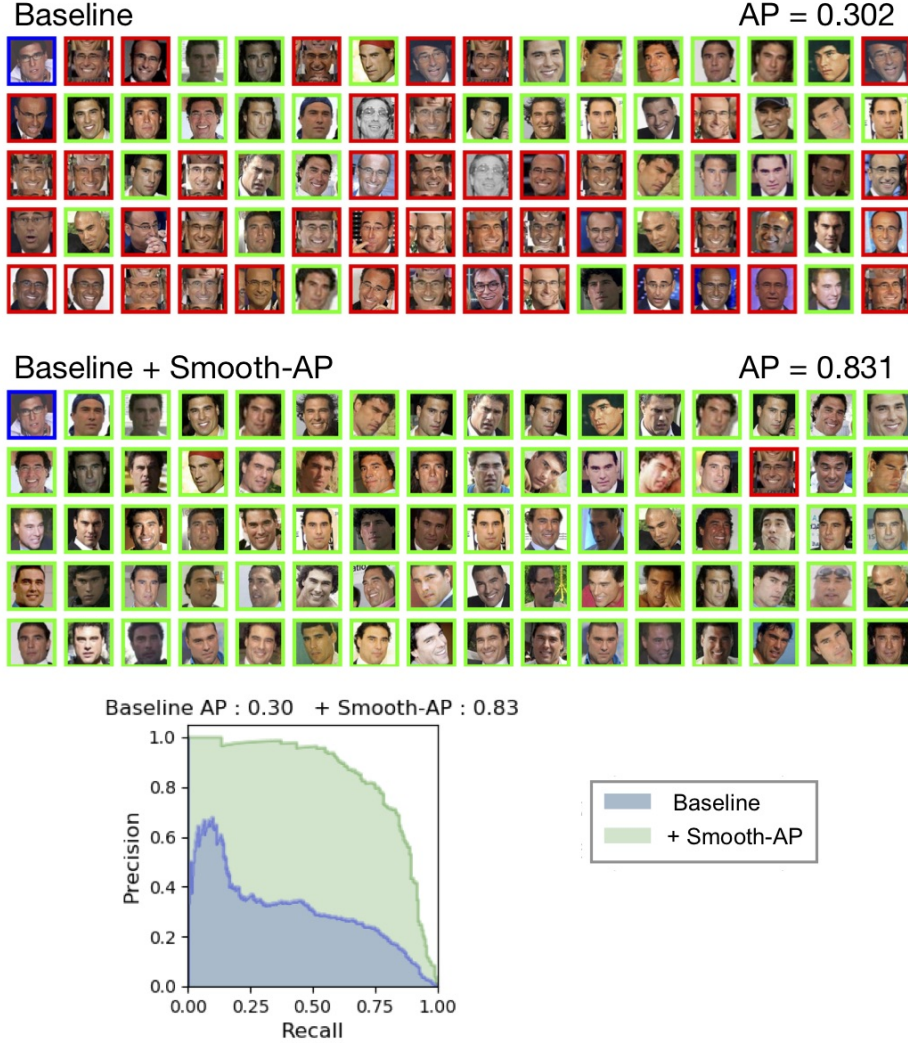 Baseline AP = 0.302
Baseline + Smooth-AP AP = 0.831
Baseline AP : 0.30 + Smooth-AP : 0.83
1.0
0.8
0.6
0.4
0.2
0.0
Precision
0.00 0.25 0.50 0.75 1.00
Recall
Baseline
+ Smooth-AP